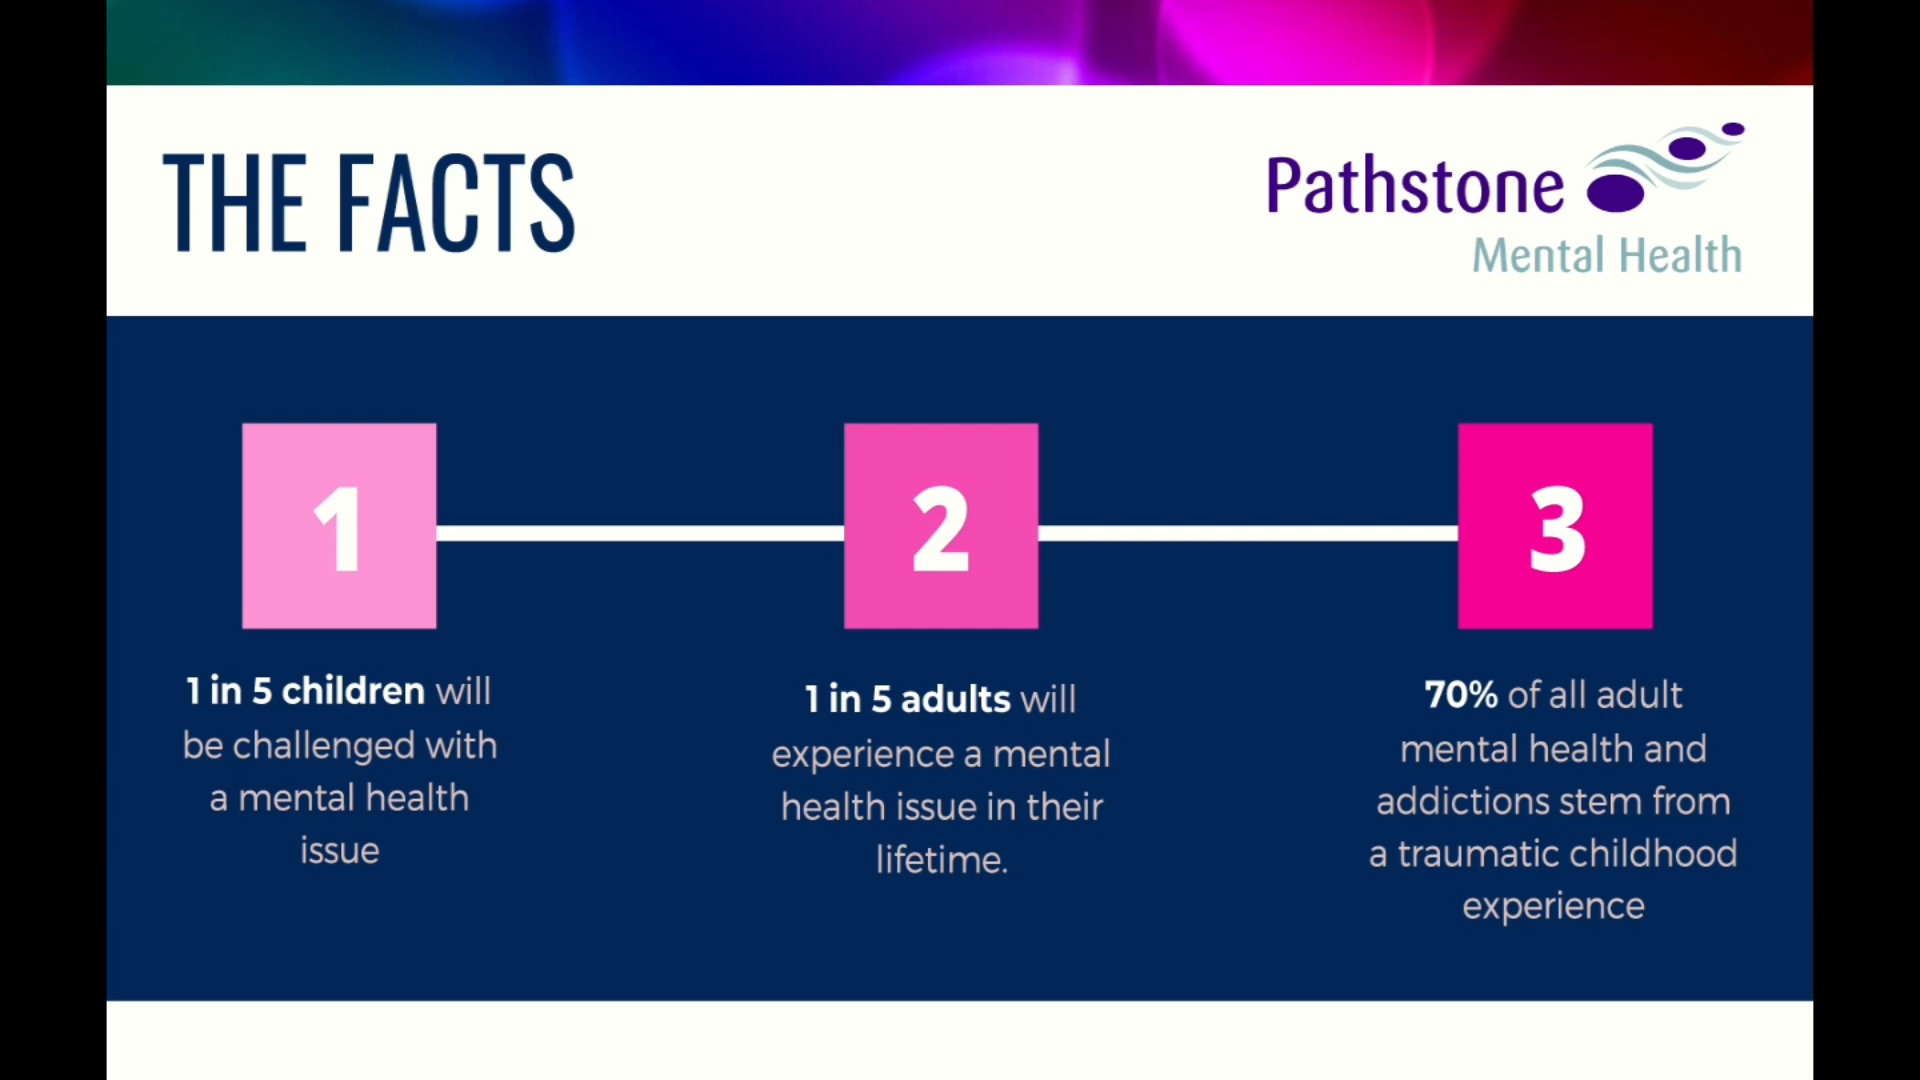 THE FACTS
Pathstone
Mental Health
1
1 in 5 children will
be challenged with
a mental health
issue
2
1 in 5 adults will
experience a mental
health issue in their
lifetime.
3
70% of all adult
mental health and
addictions stem from
a traumatic childhood
experience